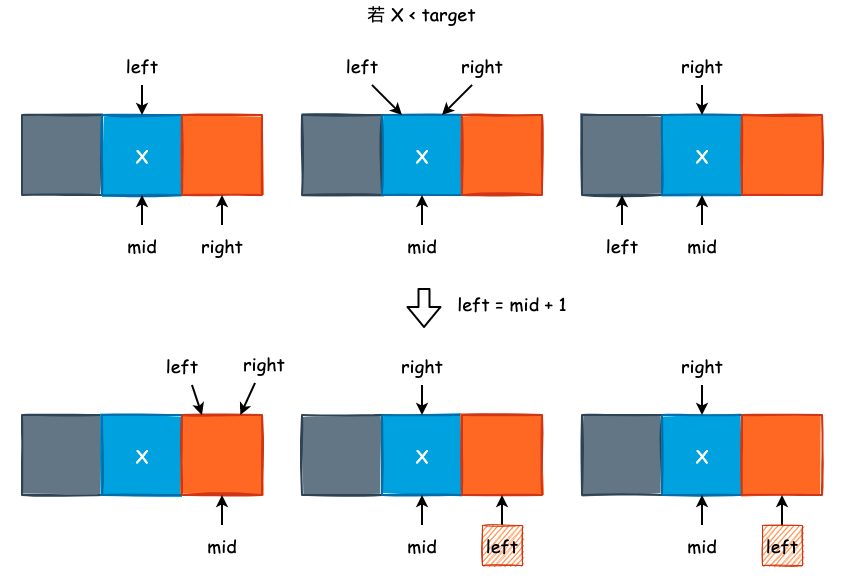 若 X < target
left
left
right
right
X
X
X
mid
right
mid
left
mid
left = mid + 1
left
right
right
right
X
X
X
mid
mid
left
mid
left